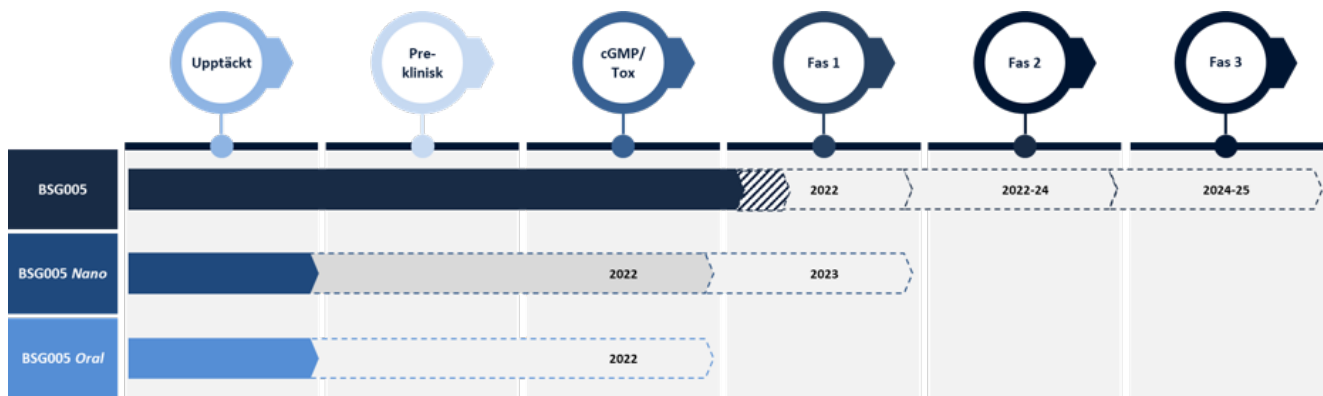 Upptäckt
Pre-
klinisk
cGMP/
Tox
Fas 1
Fas 2
Fas 3
BSG005
2022
2022-24
2024-25
BSG005 Nano
2022
2023
BSG005 Oral
2022